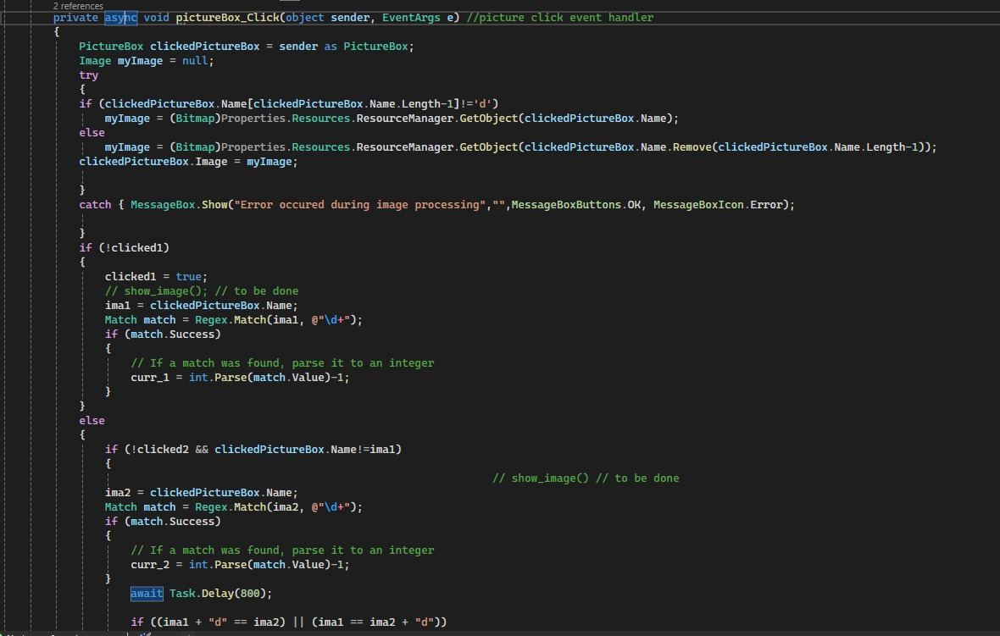 2 references
private async void pictureBox_Click(object sender, EventArgs e) //picture click event handler
{
PictureBox clickedPictureBox = sender as PictureBox;
Image myImage = null;
try
{
if (clickedPictureBox.Name[clickedPictureBox.Name.Length-1]!='d')
myImage = (Bitmap)Properties.Resources.ResourceManager.GetObject(clickedPictureBox.Name);
else
myImage = (Bitmap)Properties.Resources.ResourceManager.GetObject(clickedPictureBox.Name.Remove(clickedPictureBox.Name.Length-1));
clickedPictureBox.Image = myImage;
}
catch { MessageBox.Show("Error occured during image processing","",MessageBoxButtons.OK, MessageBoxIcon.Error);
}
if (!clicked1)
{
clicked1 = true;
// show_image(); // to be done
ima1 = clickedPictureBox.Name;
Match match = Regex.Match(ima1, @"\d+");
if (match.Success)
{
// If a match was found, parse it to an integer
curr_1 = int.Parse(match.Value)-1;
}
}
else
{
if (!clicked2 && clickedPictureBox.Name!=ima1)
{
// show_image() // to be done
ima2 = clickedPictureBox.Name;
Match match = Regex.Match(ima2, @"\d+");
if (match.Success)
{
// If a match was found, parse it to an integer
curr_2 = int.Parse(match.Value)-1;
}
await Task.Delay(800);
if ((ima1 + "d" == ima2) || (ima1 == ima2 + "d"))